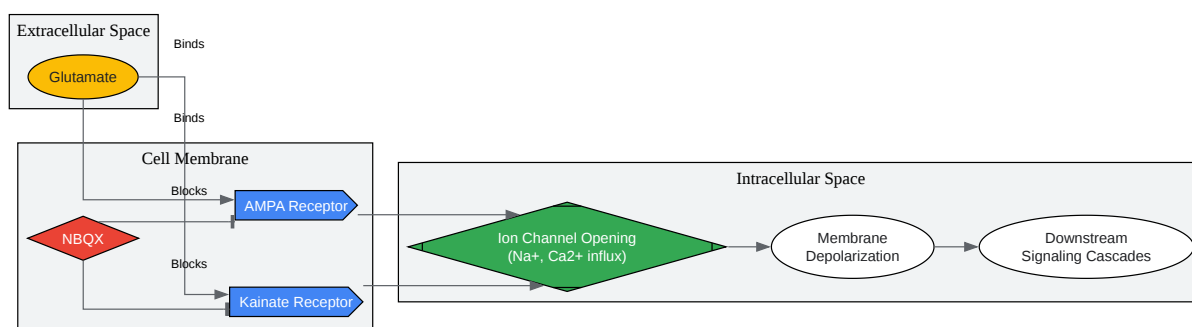 Extracellular Space
Binds
Glutamate
Binds
Cell Membrane
Blocks
AMPA Receptor
NBQX
Blocks
Kainate Receptor
Intracellular Space
Ion Channel Opening
(Na+, Ca2+ influx)
Membrane
Depolarization
Downstream
Signaling Cascades